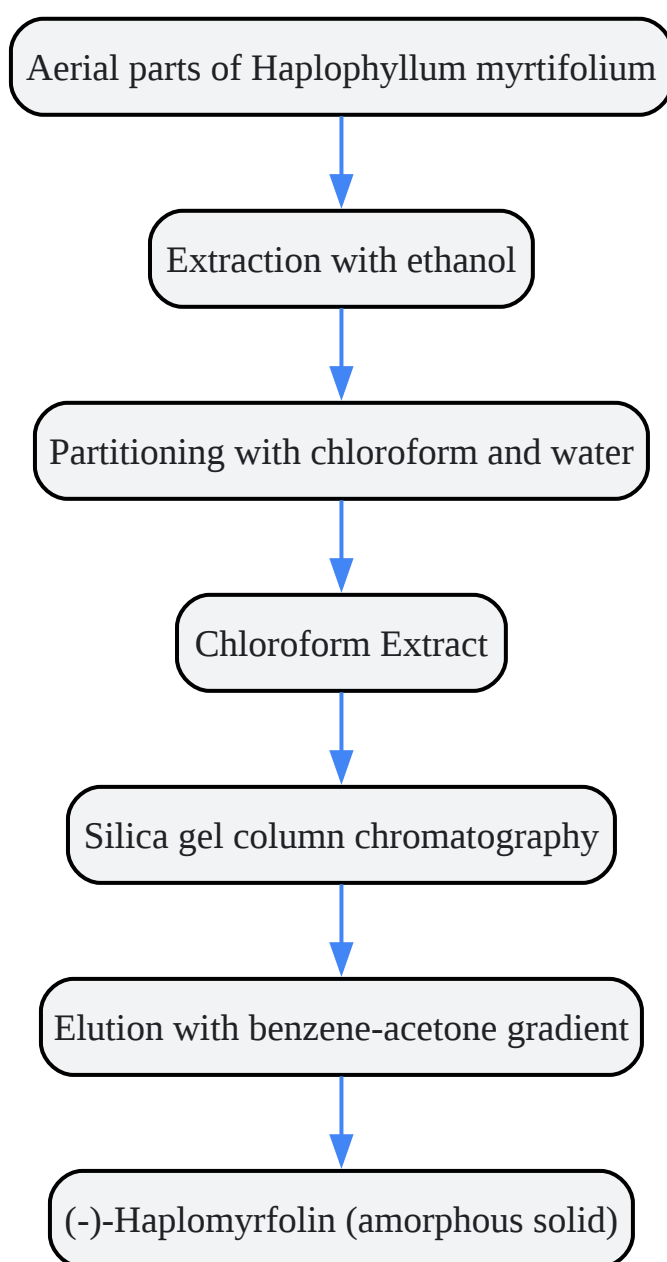 Aerial parts of Haplophyllum myrtifolium
Extraction with ethanol
Partitioning with chloroform and water
Chloroform Extract
Silica gel column chromatography
Elution with benzene-acetone gradient
(-)-Haplomyrfolin (amorphous solid)